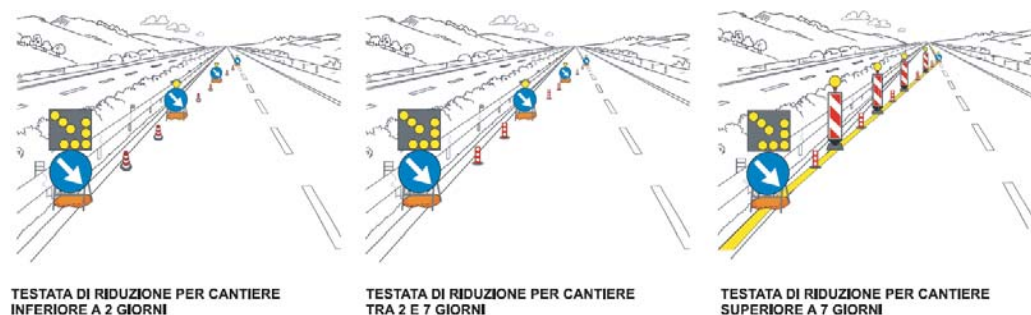 TESTATA DI RIDUZIONE PER CANTIERE
INFERIORE A 2 GIORNI
TESTATA DI RIDUZIONE PER CANTIERE
TRA 2 E 7 GIORNI
TESTATA DI RIDUZIONE PER CANTIERE
SUPERIORE A 7 GIORNI